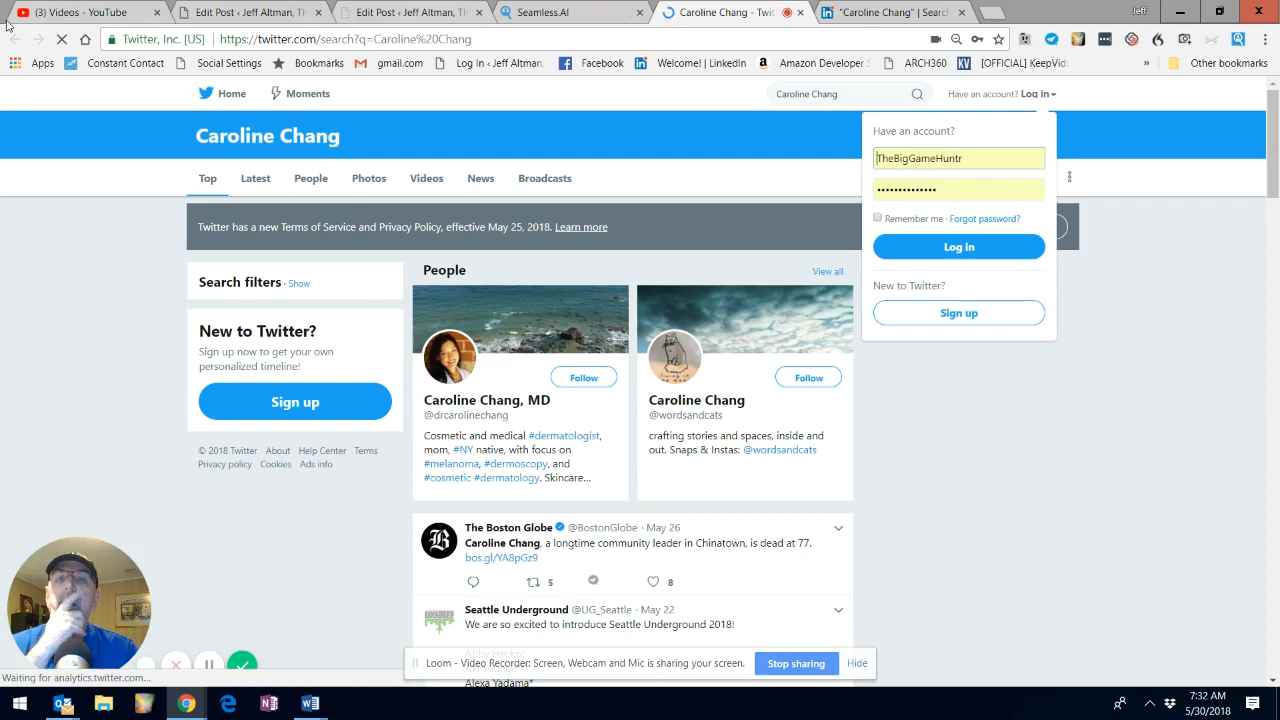 (3) Videos - YouTube
Edit Post ‹ Jeff Altman, T
Edit Post ‹ Jeff Altman, T
Seamless.AI
Caroline Chang - Twit
"Caroline Chang" | Search
Jeff
Twitter, Inc. [US]
https://twitter.com/search?q=Caroline%20Chang
Apps
Constant Contact
Social Settings
Bookmarks
gmail.com
Log in ‹ Jeff Altman
Facebook
Welcome! | LinkedIn
Amazon Developer S
ARCH360
[OFFICIAL] KeepVid
»
Other Bookmarks
Home
Moments
Caroline Chang
Have an account? Log in
Caroline Chang
Have an account?
TheBigGameHuntr
Remember me · Forgot password?
Log in
New to Twitter?
Sign up
Top
Latest
People
Photos
Videos
News
Broadcasts
Twitter has a new Terms of Service and Privacy Policy, effective May 25, 2018. Learn more
Search filters · Show
New to Twitter?
Sign up now to get your own
personalized timeline!
Sign up
© 2018 Twitter About Help Center Terms
Privacy policy Cookies Ads info
People
View all
Follow
Caroline Chang, MD
@drcarolinechang
Cosmetic and medical #dermatologist,
mom, #NY native, with focus on
#melanoma, #dermoscopy, and
#cosmetic #dermatology. Skincare...
Follow
Caroline Chang
@wordsandcats
crafting stories and spaces, inside and
out. Snaps & Instas: @wordsandcats
The Boston Globe @BostonGlobe · May 26
Caroline Chang, a longtime community leader in Chinatown, is dead at 77.
bos.gl/YA8pGz9
5
8
Seattle Underground @UG_Seattle · May 22
We are so excited to introduce Seattle Underground 2018!
Abby Hecko*
Alexa Yadama*
Loom - Video Recorder: Screen, Webcam and Mic is sharing your screen.
Stop sharing
Hide
Waiting for analytics.twitter.com...
7:32 AM
5/30/2018